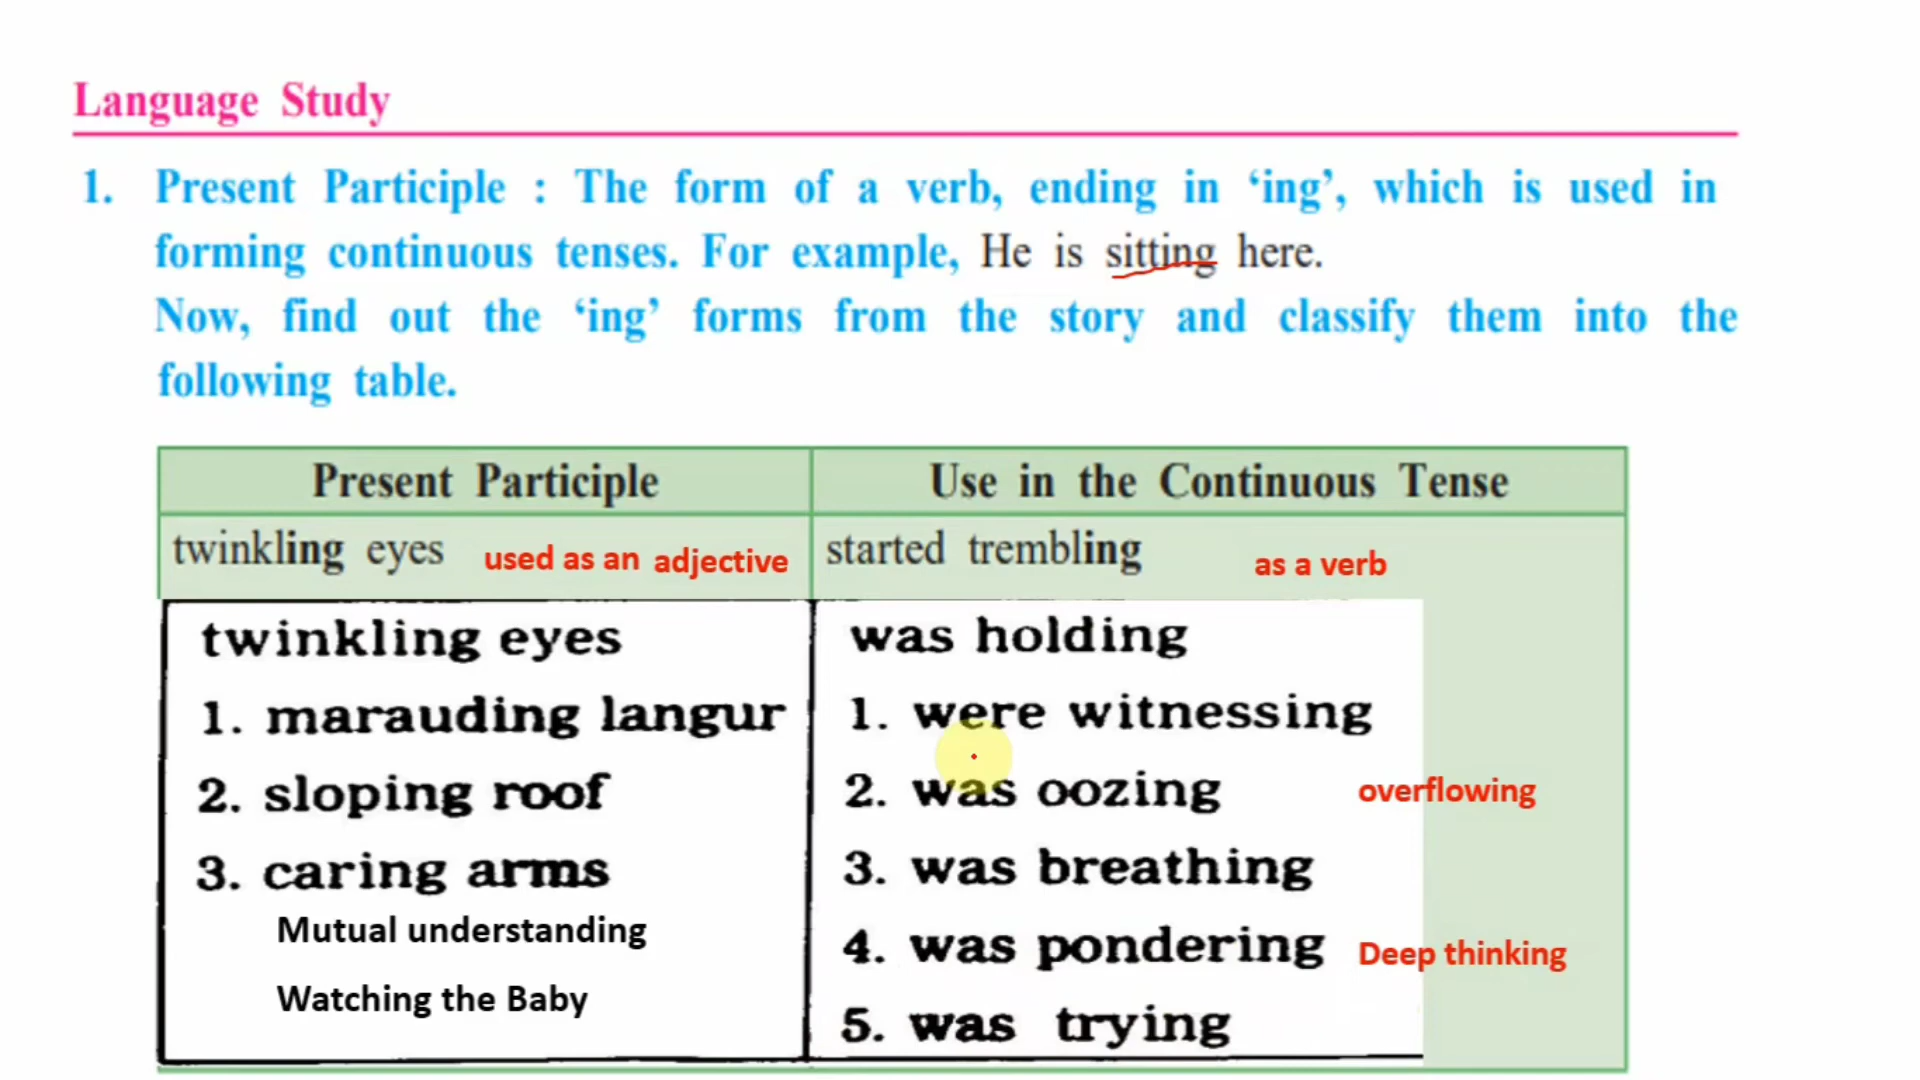 Language Study
1. Present Participle : The form of a verb, ending in ‘ing’, which is used in
forming continuous tenses. For example, He is sitting here.
Now, find out the ‘ing’ forms from the story and classify them into the
following table.
Present Participle Use in the Continuous Tense
twinkling eyes used as an adjective started trembling as a verb
twinkling eyes was holding
1. marauding langur 1. were witnessing
2. sloping roof 2. was oozing overflowing
3. caring arms 3. was breathing
Mutual understanding 4. was pondering Deep thinking
Watching the Baby 5. was trying